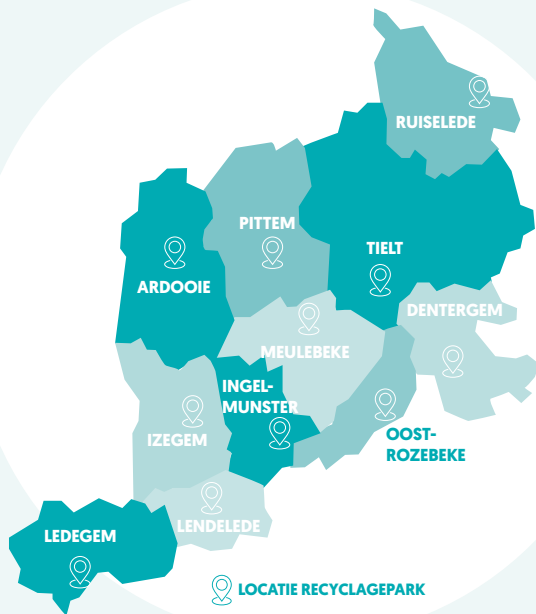 RUISELEDE
PITTEM
TIELT
ARDOOIE
DENTERGEM
MEULEBEKE
INGEL-
MUNSTER
IZEGEM
OOST-
ROZEBEKE
LENDELEDE
LEDEGEM
LOCATIE RECYCLAGEPARK